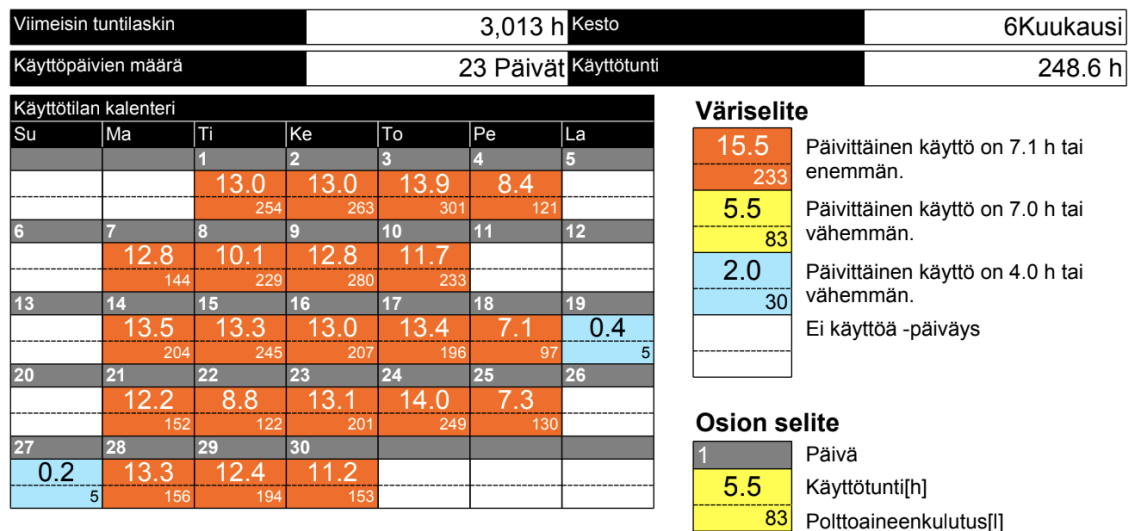 Viimeisin tuntilaskin 3,013 h Kesto 6Kuukausi
Käyttöpäivien määrä 23 Päivät Käyttötunti 248.6 h
Käyttötilan kalenteri
Su Ma Ti Ke To Pe La
1 2 3 4 5
13.0 13.0 13.9 8.4
254 263 301 121
6 7 8 9 10 11 12
12.8 10.1 12.8 11.7
144 229 280 233
13 14 15 16 17 18 19
13.5 13.3 13.0 13.4 7.1 0.4
204 245 207 196 97 5
20 21 22 23 24 25 26
12.2 8.8 13.1 14.0 7.3
152 122 201 249 130
27 28 29 30
0.2 13.3 12.4 11.2
5 156 194 153
Väriselite
15.5 Päivittäinen käyttö on 7.1 h tai
233 enemmän.
5.5 Päivittäinen käyttö on 7.0 h tai
83 vähemmän.
2.0 Päivittäinen käyttö on 4.0 h tai
30 vähemmän.
Ei käyttöä -päiväys
Osion selite
1 Päivä
5.5 Käyttötunti[h]
83 Polttoaineenkulutus[l]